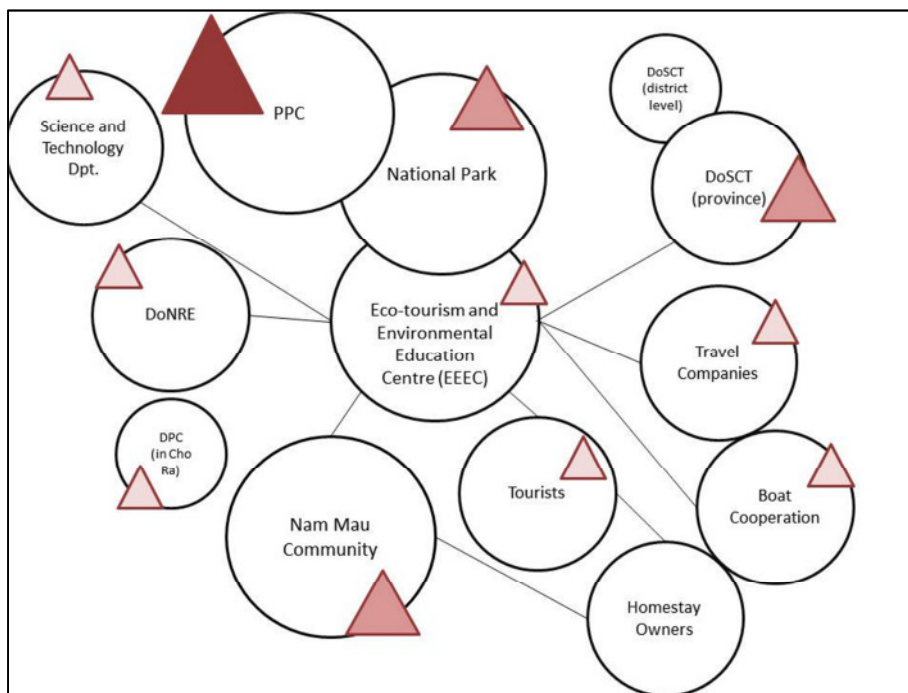 Science and
Technology
Dpt.
PPC
National Park
DoSCT
(district
level)
DoSCT
(province)
DoNRE
Eco-tourism and
Environmental
Education
Centre (EEEC)
Travel
Companies
DPC
(in Cho
Ra)
Nam Mau
Community
Tourists
Boat
Cooperation
Homestay
Owners